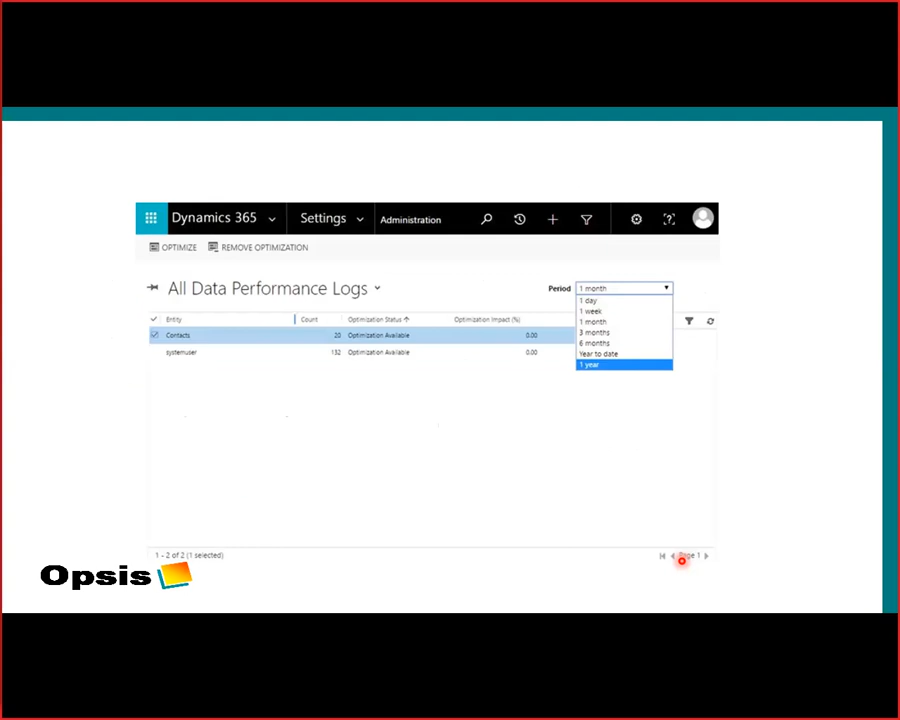 Dynamics 365 Settings Administration
OPTIMIZE REMOVE OPTIMIZATION
All Data Performance Logs Period 1 month
1 day
1 week
1 month
3 months
6 months
Year to date
1 year
Entity Count Optimization Status Optimization Impact (%)
Contacts 20 Optimization Available 0.00
systemuser 132 Optimization Available 0.00
1 - 2 of 2 (1 selected) Page 1
Opsis